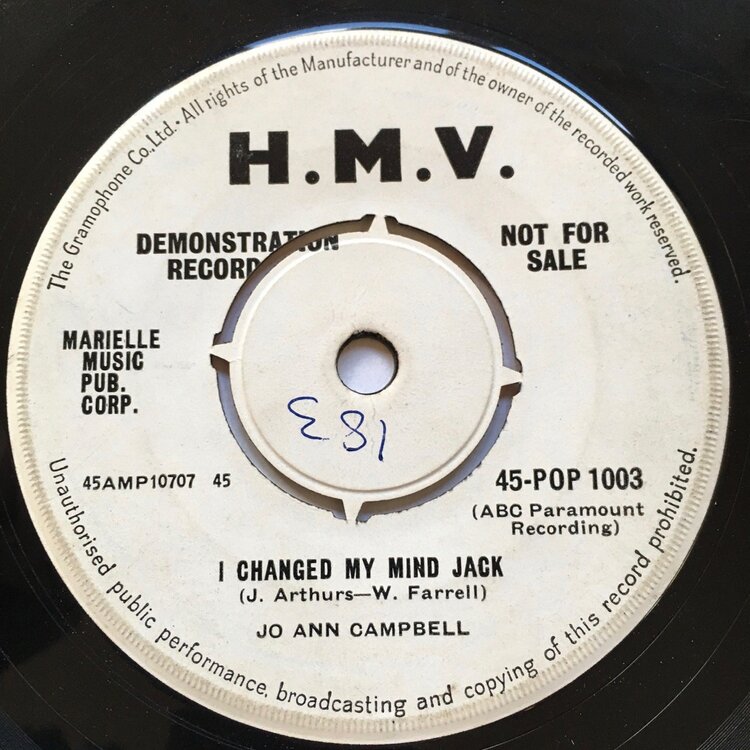 The Gramophone Co., Ltd. · All rights of the Manufacturer and of the owner of the recorded work reserved.
H.M.V.
DEMONSTRATION
RECORD
NOT FOR
SALE
MARIELLE
MUSIC
PUB.
CORP.
183
45AMP10707 45
45-POP 1003
(ABC Paramount
Recording)
I CHANGED MY MIND JACK
(J. Arthurs—W. Farrell)
JO ANN CAMPBELL
Unauthorised public performance, broadcasting and copying of this record prohibited.